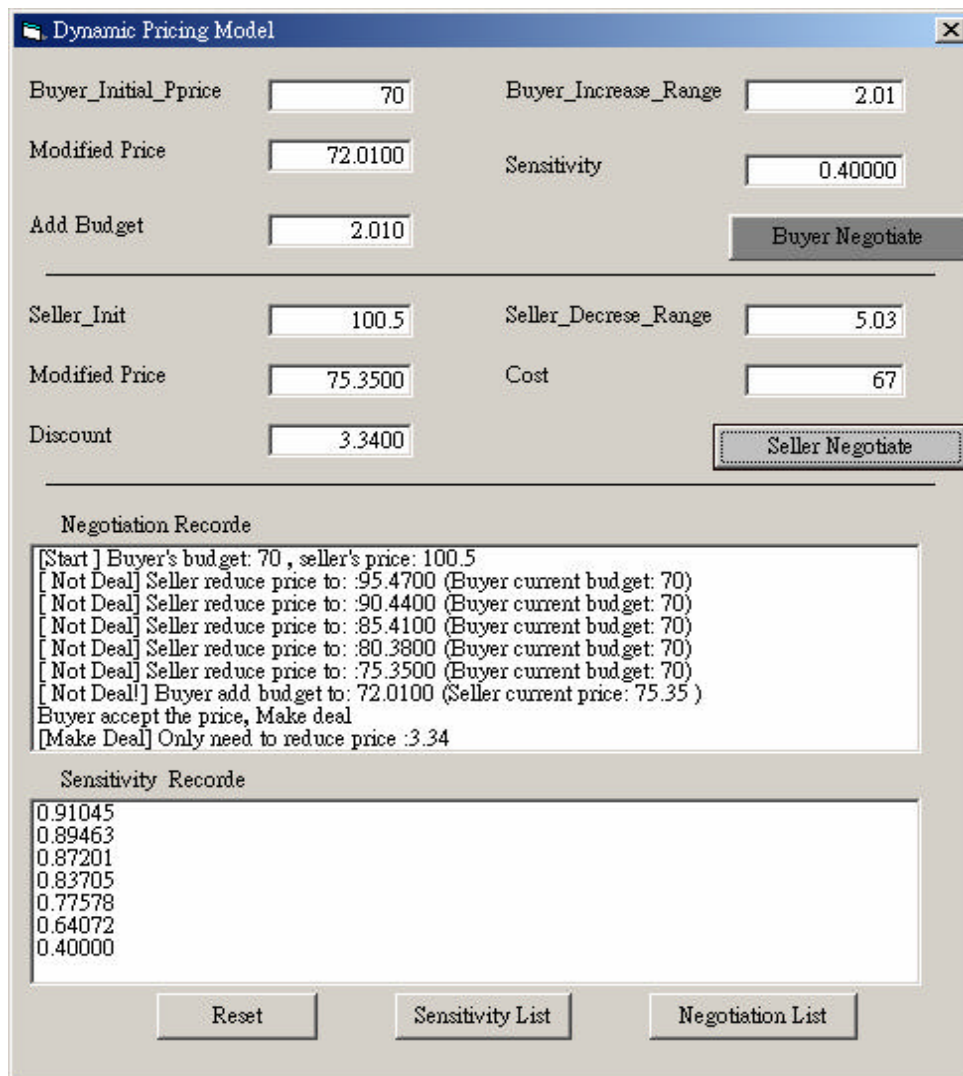 Dynamic Pricing Model
Buyer_Initial_Pprice 70 Buyer_Increase_Range 2.01
Modified Price 72.0100 Sensitivity 0.40000
Add Budget 2.010 Buyer Negotiate
Seller_Init 100.5 Seller_Decrese_Range 5.03
Modified Price 75.3500 Cost 67
Discount 3.3400 Seller Negotiate
Negotiation Recorde
[Start ] Buyer's budget: 70 , seller's price: 100.5
[ Not Deal] Seller reduce price to: :95.4700 (Buyer current budget: 70)
[ Not Deal] Seller reduce price to: :90.4400 (Buyer current budget: 70)
[ Not Deal] Seller reduce price to: :85.4100 (Buyer current budget: 70)
[ Not Deal] Seller reduce price to: :80.3800 (Buyer current budget: 70)
[ Not Deal] Seller reduce price to: :75.3500 (Buyer current budget: 70)
[ Not Deal!] Buyer add budget to: 72.0100 (Seller current price: 75.35 )
Buyer accept the price, Make deal
[Make Deal] Only need to reduce price :3.34
Sensitivity Recorde
0.91045
0.89463
0.87201
0.83705
0.77578
0.64072
0.40000
Reset Sensitivity List Negotiation List